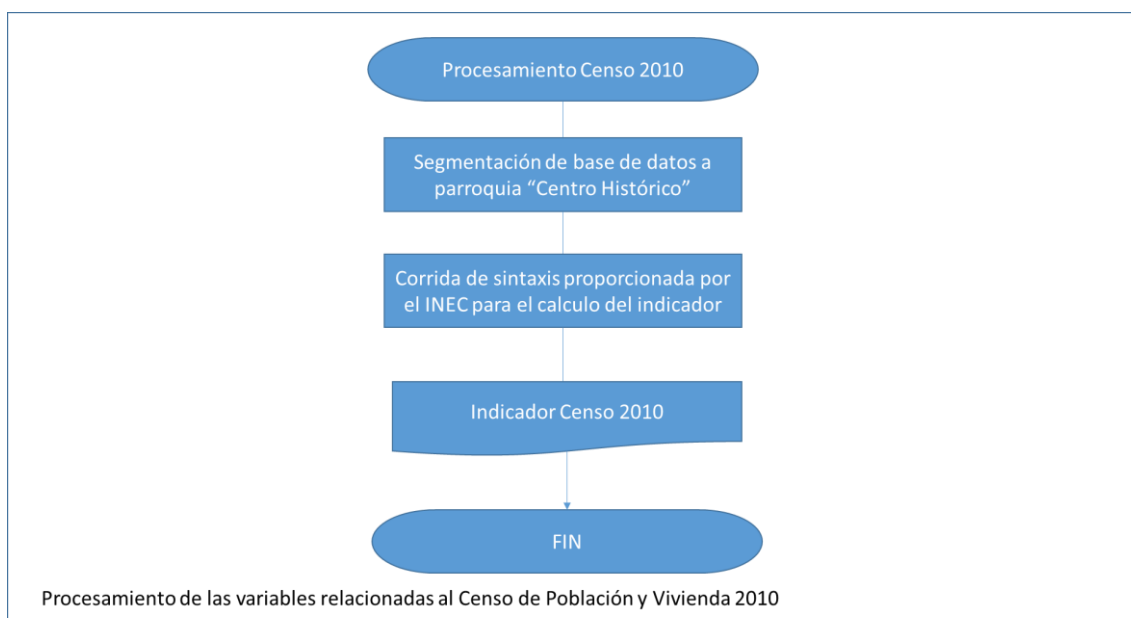 Procesamiento Censo 2010
Segmentación de base de datos a
parroquia “Centro Histórico”
Corrida de sintaxis proporcionada por
el INEC para el calculo del indicador
Indicador Censo 2010
FIN
Procesamiento de las variables relacionadas al Censo de Población y Vivienda 2010